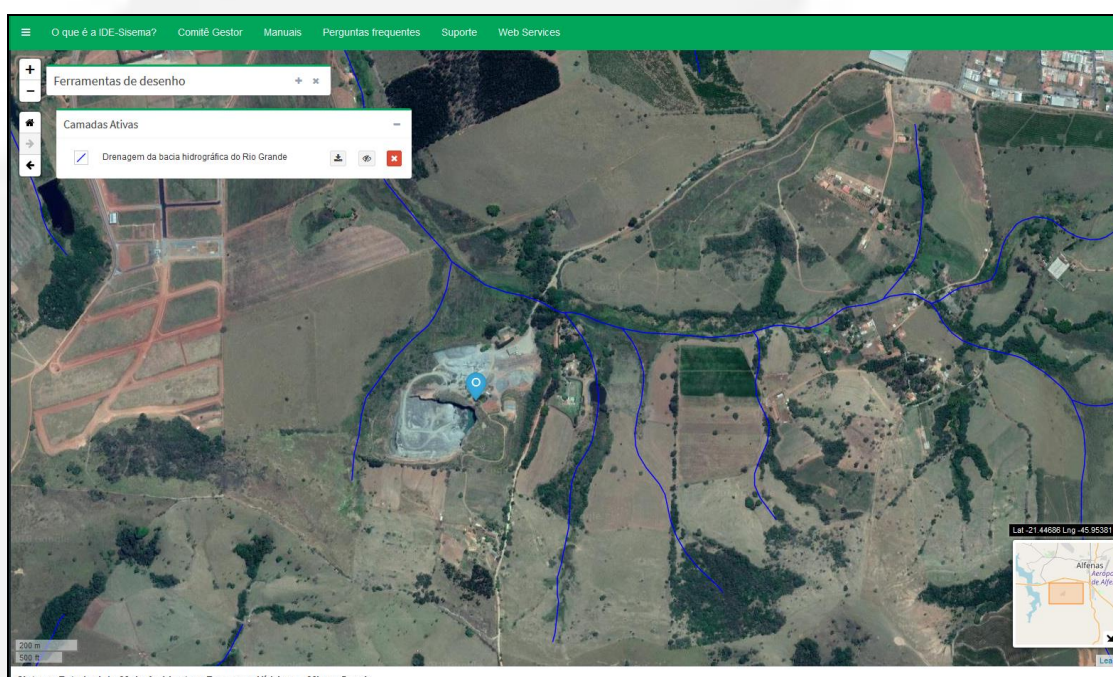 O que é a IDE-Sisema? Comitê Gestor Manuais Perguntas frequentes Suporte Web Services
+
−
Ferramentas de desenho
Camadas Ativas
Drenagem da bacia hidrográfica do Rio Grande
Lat -21.44686 Lng -45.95381
Alfenas
200 m
500 ft